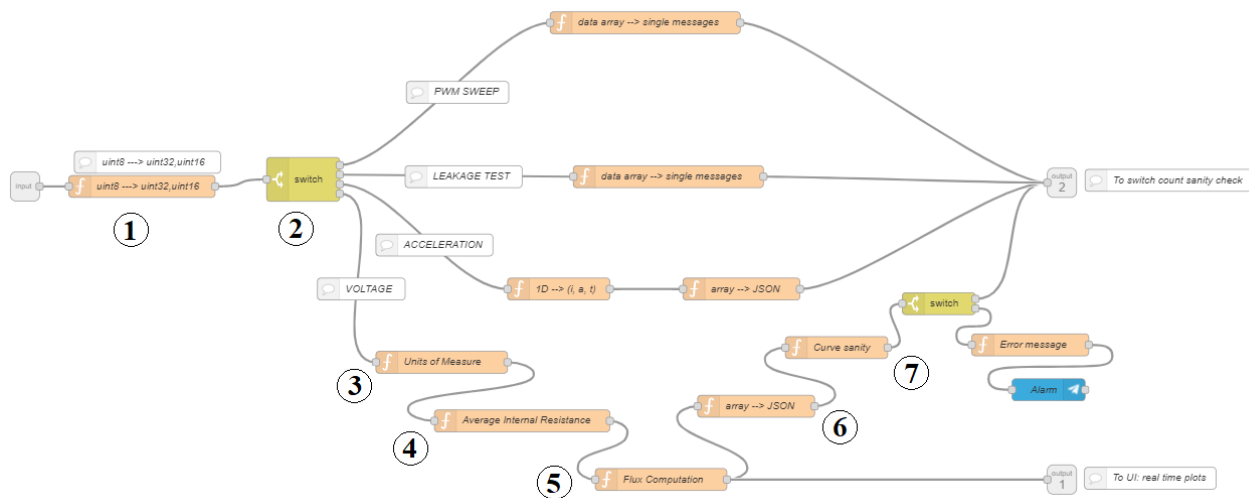 data array --> single messages
PWM SWEEP
uint8 ---> uint32,uint16
input
uint8 ---> uint32,uint16
switch
LEAKAGE TEST
data array --> single messages
output
2
To switch count sanity check
1
2
ACCELERATION
VOLTAGE
1D --> (i, a, t)
array --> JSON
switch
Units of Measure
Curve sanity
Error message
3
7
Alarm
array --> JSON
Average Internal Resistance
6
4
5
Flux Computation
output
1
To UI: real time plots